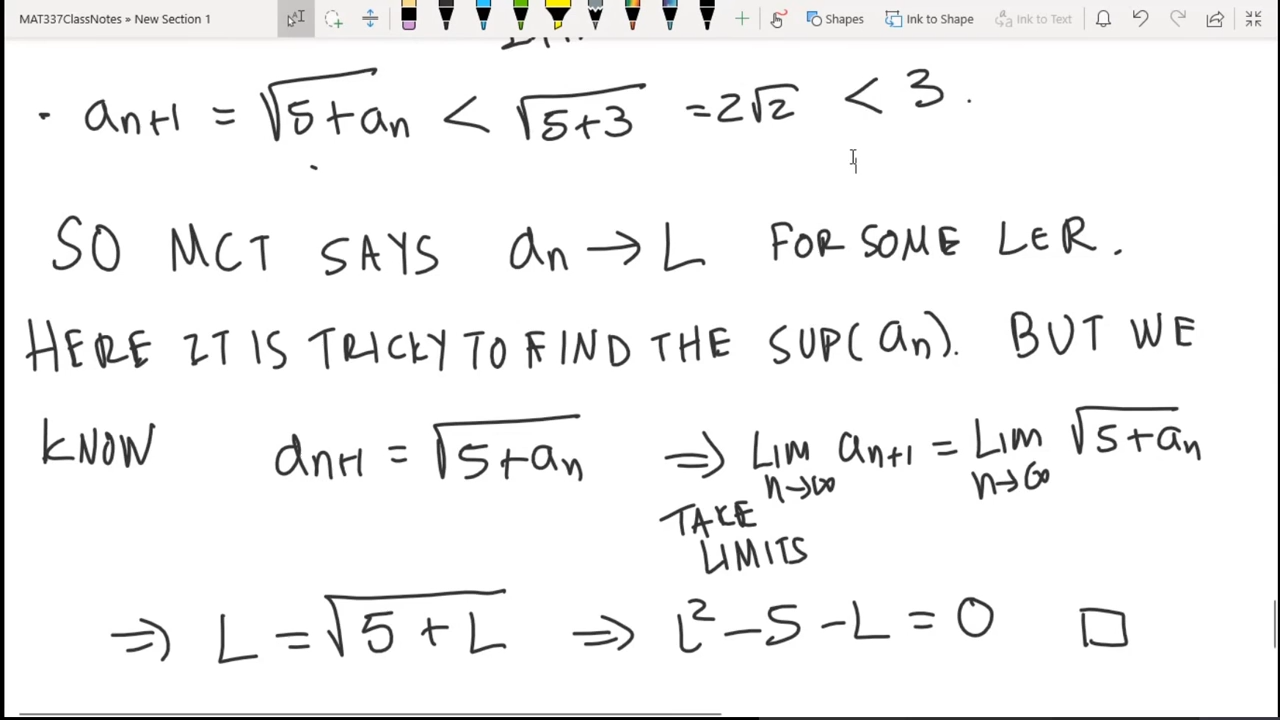 MAT337ClassNotes » New Section 1
Shapes Ink to Shape Ink to Text
· an+1 = √5+an < √5+3 =2√2 < 3 .
SO MCT SAYS an → L FOR SOME L∈R.
HERE IT IS TRICKY TO FIND THE SUP(an). BUT WE
KNOW an+1 = √5+an ⇒ LIM n→∞ an+1 = LIM n→∞ √5+an
TAKE
LIMITS
⇒ L = √5 + L ⇒ L² - 5 - L = 0 □